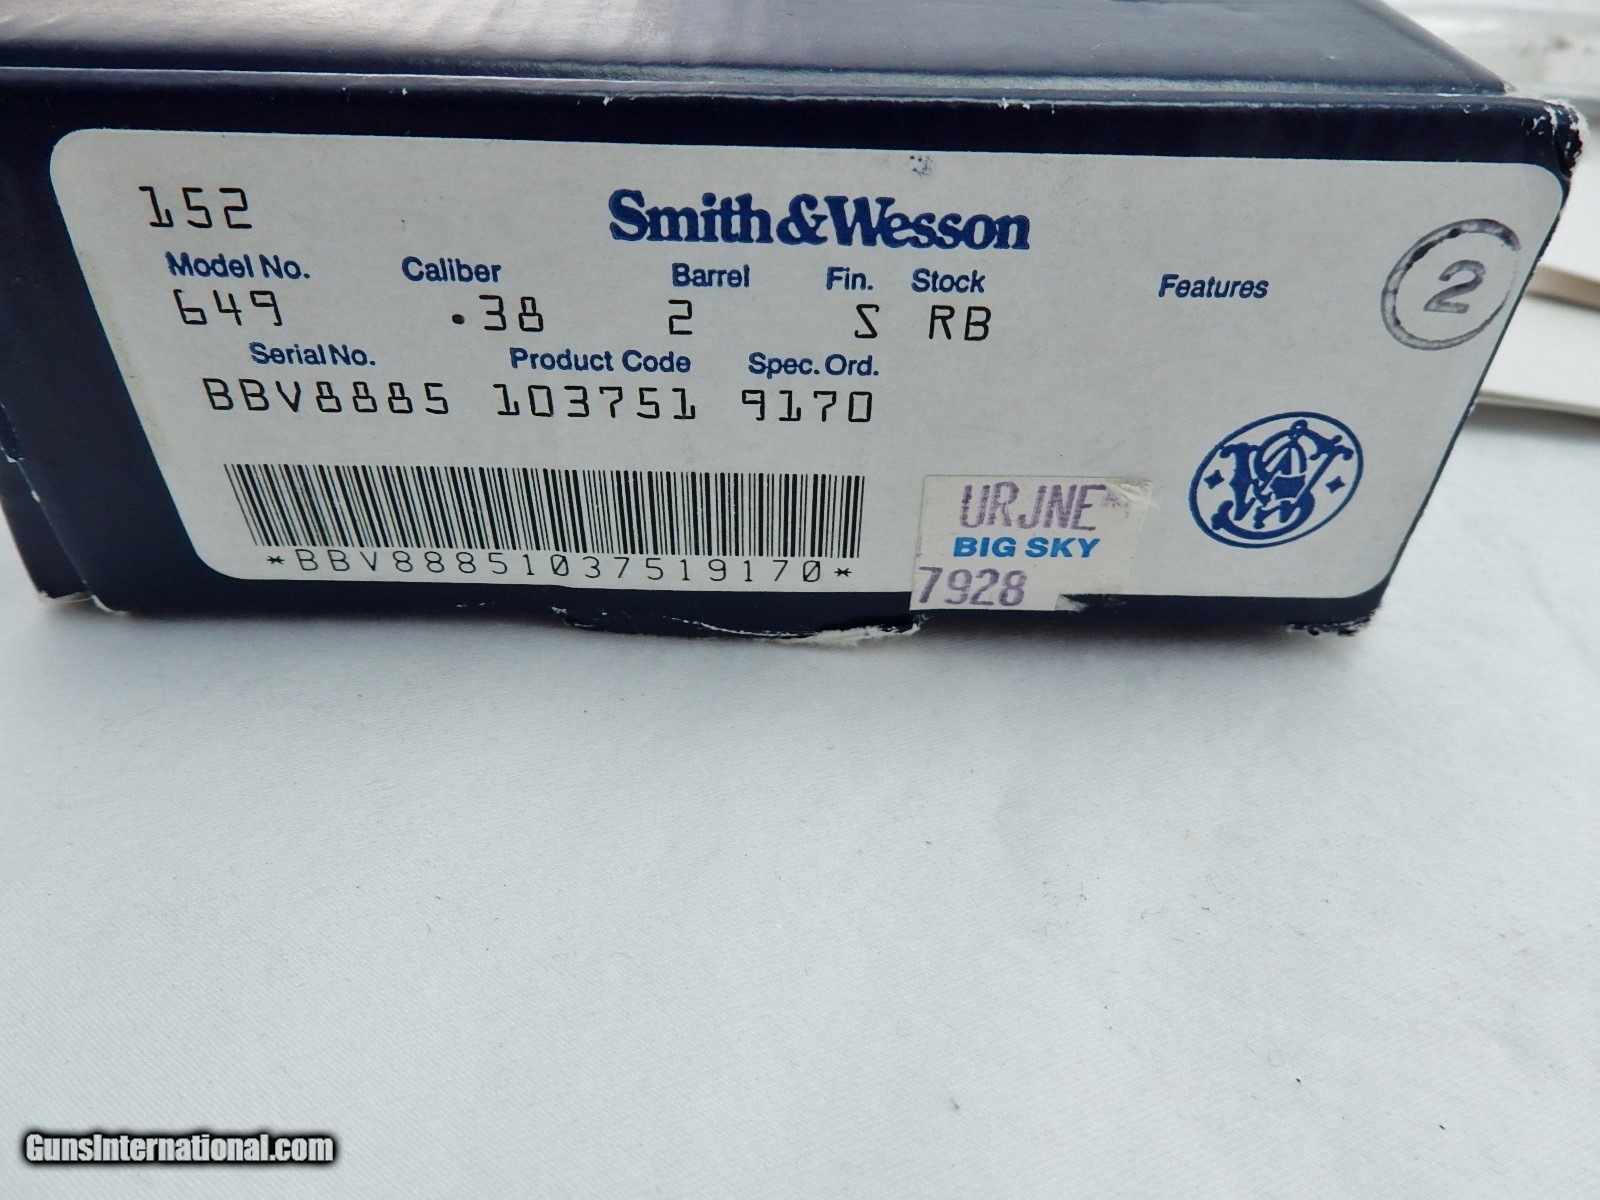 152
Smith & Wesson
Model No. Caliber Barrel Fin. Stock Features
649 .38 2 S RB
2
Serial No. Product Code Spec. Ord.
BBV8885 103751 9170
*BBV88851037519170*
URJNE
BIG SKY
7928
GunsInternational.com